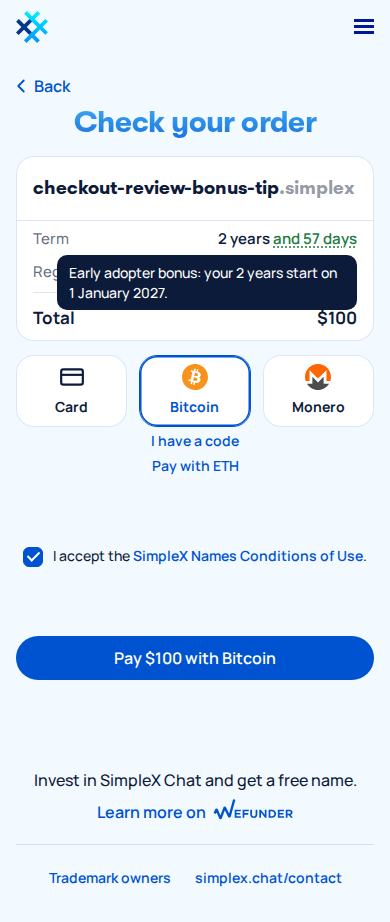 Back
Check your order
checkout-review-bonus-tip.simplex
Term 2 years and 57 days
Early adopter bonus: your 2 years start on
1 January 2027.
Total $100
Card Bitcoin Monero
I have a code
Pay with ETH
I accept the SimpleX Names Conditions of Use.
Pay $100 with Bitcoin
Invest in SimpleX Chat and get a free name.
Learn more on WEFUNDER
Trademark owners simplex.chat/contact